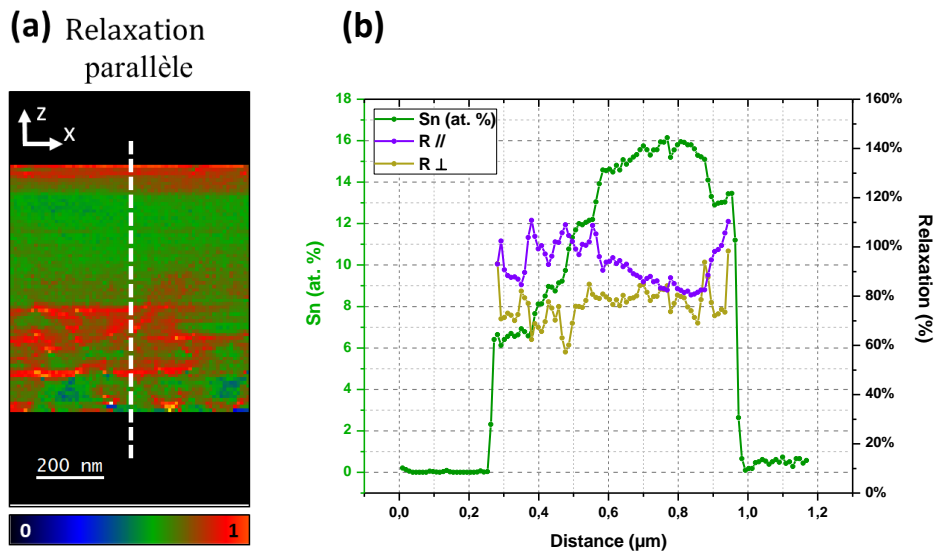 (a) Relaxation
parallèle
z
x
200 nm
0 1
(b)
Sn (at. %)
R //
R ⊥
18
16
14
12
10
8
6
4
2
0
Sn (at. %)
160%
140%
120%
100%
80%
60%
40%
20%
0%
Relaxation
(%)
0,0 0,2 0,4 0,6 0,8 1,0 1,2
Distance (µm)